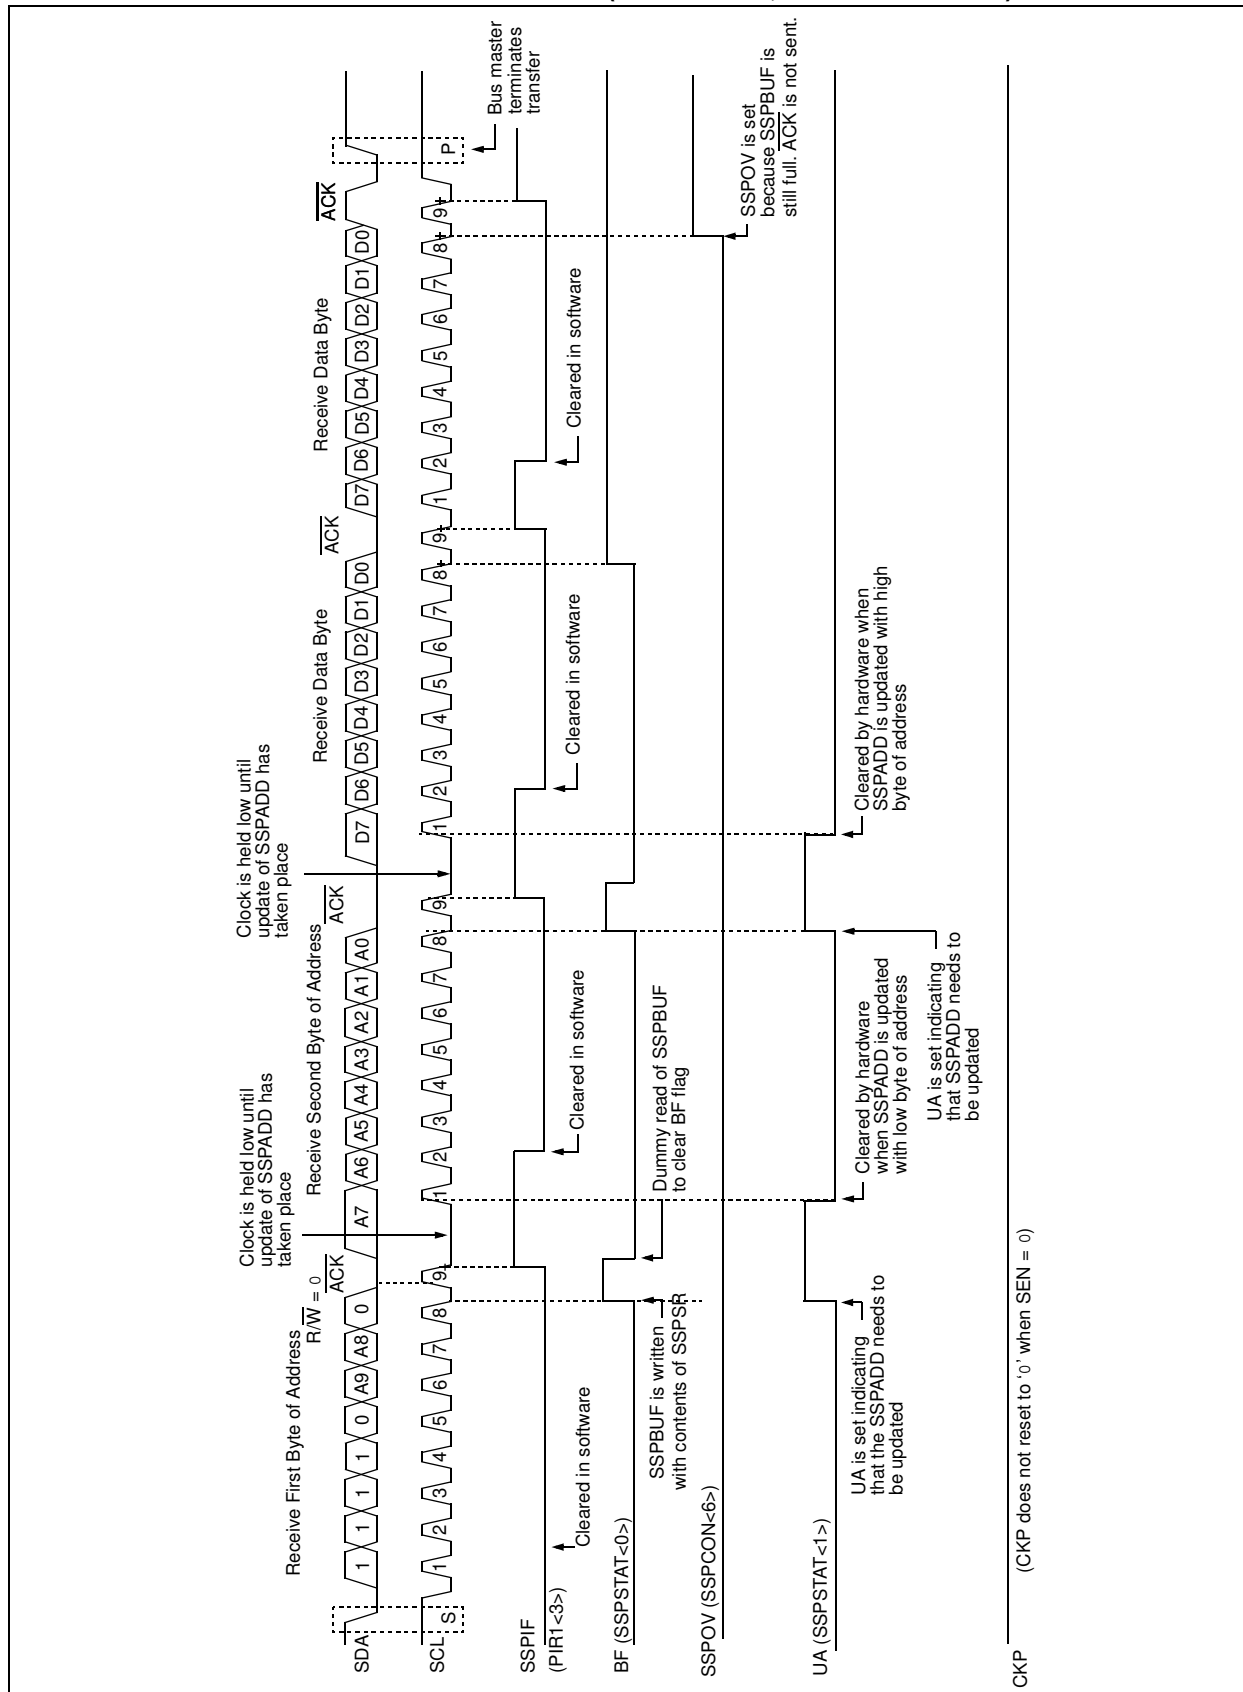 Receive First Byte of Address
R/W = 0
ACK
Clock is held low until
update of SSPADD has
taken place
Receive Second Byte of Address
ACK
Clock is held low until
update of SSPADD has
taken place
Receive Data Byte
ACK
Receive Data Byte
ACK
SDA
1 1 1 1 0 A9 A8 0 A7 A6 A5 A4 A3 A2 A1 A0 D7 D6 D5 D4 D3 D2 D1 D0 D7 D6 D5 D4 D3 D2 D1 D0
SCL
S 1 2 3 4 5 6 7 8 9 1 2 3 4 5 6 7 8 9 1 2 3 4 5 6 7 8 9 1 2 3 4 5 6 7 8 9 P
Bus master
terminates
transfer
SSPIF
(PIR1<3>)
Cleared in software
Cleared in software
Cleared in software
Cleared in software
BF (SSPSTAT<0>)
SSPBUF is written
with contents of SSPSR
Dummy read of SSPBUF
to clear BF flag
SSPOV (SSPCON<6>)
SSPOV is set
because SSPBUF is
still full. ACK is not sent.
UA (SSPSTAT<1>)
UA is set indicating
that the SSPADD needs to
be updated
Cleared by hardware
when SSPADD is updated
with low byte of address
UA is set indicating
that SSPADD needs to
be updated
Cleared by hardware when
SSPADD is updated with high
byte of address
CKP
(CKP does not reset to ‘0’ when SEN = 0)